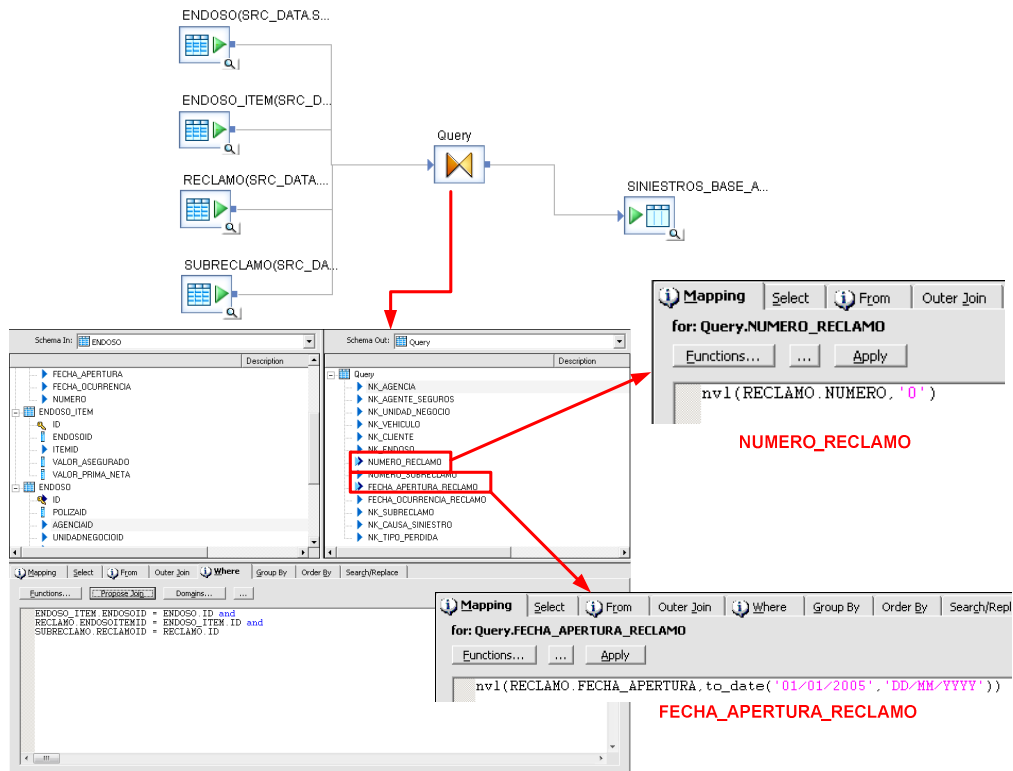 ENDOSO(SRC_DATA.S...
ENDOSO_ITEM(SRC_D...
RECLAMO(SRC_DATA....
SUBRECLAMO(SRC_DA...
Query
SINIESTROS_BASE_A...
Schema In: ENDOSO
Description
FECHA_APERTURA
FECHA_OCURRENCIA
NUMERO
ENDOSO_ITEM
ID
ENDOSOID
ITEMID
VALOR_ASEGURADO
VALOR_PRIMA_NETA
ENDOSO
ID
POLIZAID
AGENCIAID
UNIDADNEGOCIOID
Schema Out: Query
Description
Query
NK_AGENCIA
NK_AGENTE_SEGUROS
NK_UNIDAD_NEGOCIO
NK_VEHICULO
NK_CLIENTE
NK_ENDOSO
NUMERO_RECLAMO
NUMERO_SUBRECLAMO
FECHA_APERTURA_RECLAMO
FECHA_OCURRENCIA_RECLAMO
NK_SUBRECLAMO
NK_CAUSA_SINIESTRO
NK_TIPO_PERDIDA
Mapping Select From Outer Join Where Group By Order By Search/Replace
Functions... Propose Join Domains... ...
ENDOSO_ITEM.ENDOSOID = ENDOSO.ID and
RECLAMO.ENDOSOITEMID = ENDOSO_ITEM.ID and
SUBRECLAMO.RECLAMOID = RECLAMO.ID
Mapping Select From Outer Join
for: Query.NUMERO_RECLAMO
Functions... ... Apply
nvl(RECLAMO.NUMERO,'0')
NUMERO_RECLAMO
Mapping Select From Outer Join Where Group By Order By Search/Repl
for: Query.FECHA_APERTURA_RECLAMO
Functions... ... Apply
nvl(RECLAMO.FECHA_APERTURA,to_date('01/01/2005','DD/MM/YYYY'))
FECHA_APERTURA_RECLAMO